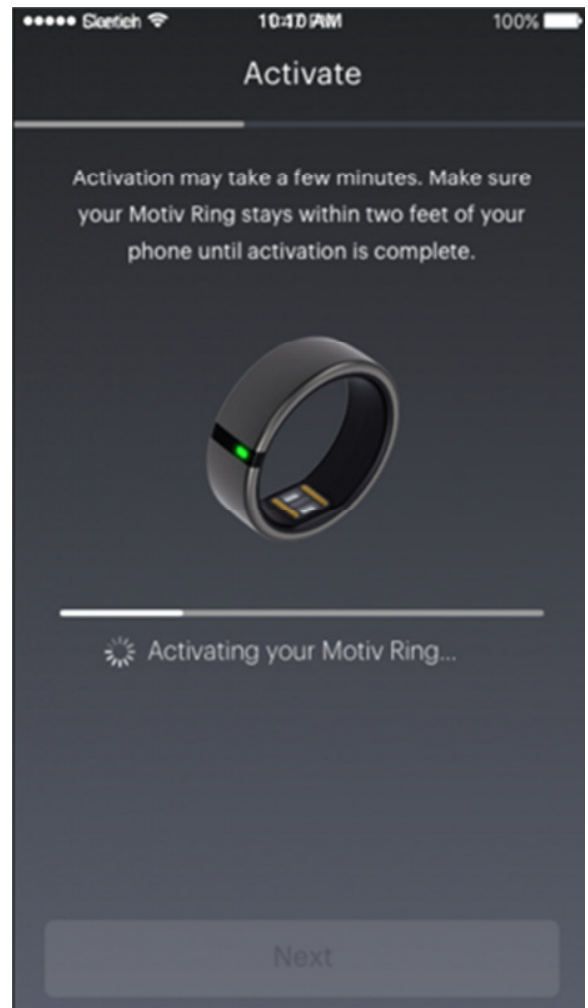 100%
Activate
Activation may take a few minutes. Make sure
your Motiv Ring stays within two feet of your
phone until activation is complete.
Activating your Motiv Ring...
Next